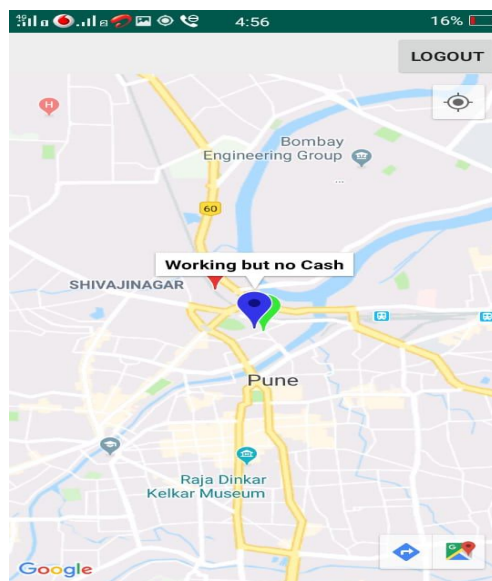 4:56
16%
LOGOUT
H
Bombay
Engineering Group
...
60
Working but no Cash
SHIVAJINAGAR
Pune
Raja Dinkar
Kelkar Museum
G
Google